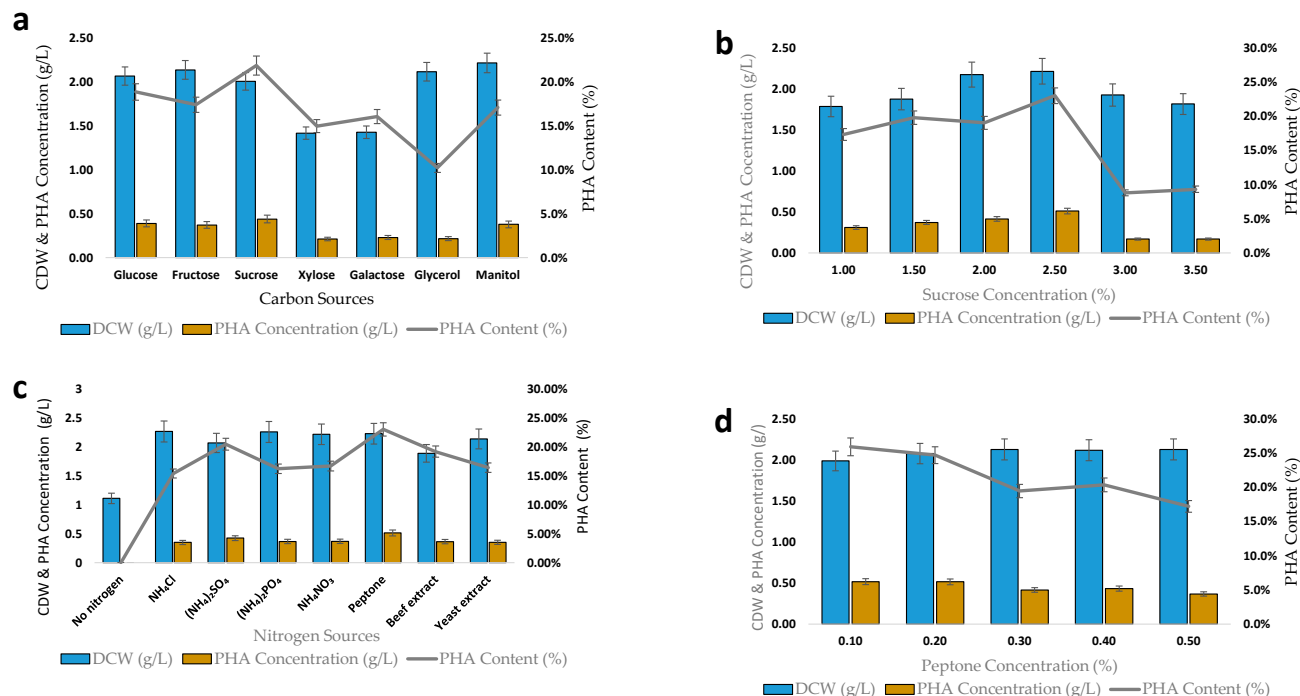 a
CDW & PHA Concentration (g/L)
2.50
2.00
1.50
1.00
0.50
0.00
25.0%
20.0%
15.0%
10.0%
5.0%
0.0%
PHA Content (%)
Glucose Fructose Sucrose Xylose Galactose Glycerol Manitol
Carbon Sources
DCW (g/L) PHA Concentration (g/L) PHA Content (%)
b
CDW & PHA Cocentration (g/L)
2.50
2.00
1.50
1.00
0.50
0.00
30.0%
25.0%
20.0%
15.0%
10.0%
5.0%
0.0%
PHA Content (%)
1.00 1.50 2.00 2.50 3.00 3.50
Sucrose Concentration (%)
DCW (g/L) PHA Concentration (g/L) PHA Content (%)
c
CDW & PHA Concentration (g/L)
3
2.5
2
1.5
1
0.5
0
30.00%
25.00%
20.00%
15.00%
10.00%
5.00%
0.00%
PHA Content (%)
No nitrogen NH₄Cl (NH₄)₂SO₄ (NH₄)₂PO₄ NH₄NO₃ Peptone Beef extract Yeast extract
Nitrogen Sources
DCW (g/L) PHA Concentration (g/L) PHA Content (%)
d
CDW & PHA Concentration (g/)
2.50
2.00
1.50
1.00
0.50
0.00
30.0%
25.0%
20.0%
15.0%
10.0%
5.0%
0.0%
PHA Content (%)
0.10 0.20 0.30 0.40 0.50
Peptone Concentration (%)
DCW (g/L) PHA Concentration (g/L) PHA Content (%)